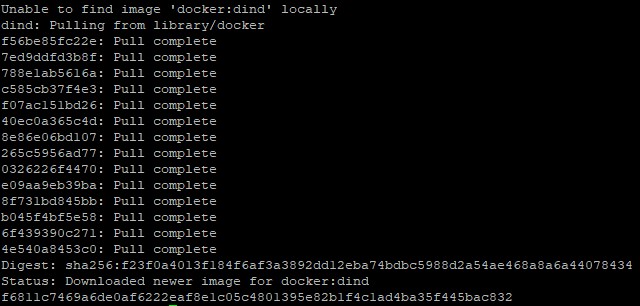 Unable to find image 'docker:dind' locally
dind: Pulling from library/docker
f56be85fc22e: Pull complete
7ed9ddfd3b8f: Pull complete
788e1ab5616a: Pull complete
c585cb37f4e3: Pull complete
f07ac151bd26: Pull complete
40ec0a365c4d: Pull complete
8e86e06bd107: Pull complete
265c5956ad77: Pull complete
0326226f4470: Pull complete
e09aa9eb39ba: Pull complete
8f731bd845bb: Pull complete
b045f4bf5e58: Pull complete
6f439390c271: Pull complete
4e540a8453c0: Pull complete
Digest: sha256:f23f0a4013f184f6af3a3892dd12eba74bdbc5988d2a54ae468a8a6a44078434
Status: Downloaded newer image for docker:dind
f6811c7469a6de0af6222eaf8e1c05c4801395e82b1f4c1ad4ba35f445bac832